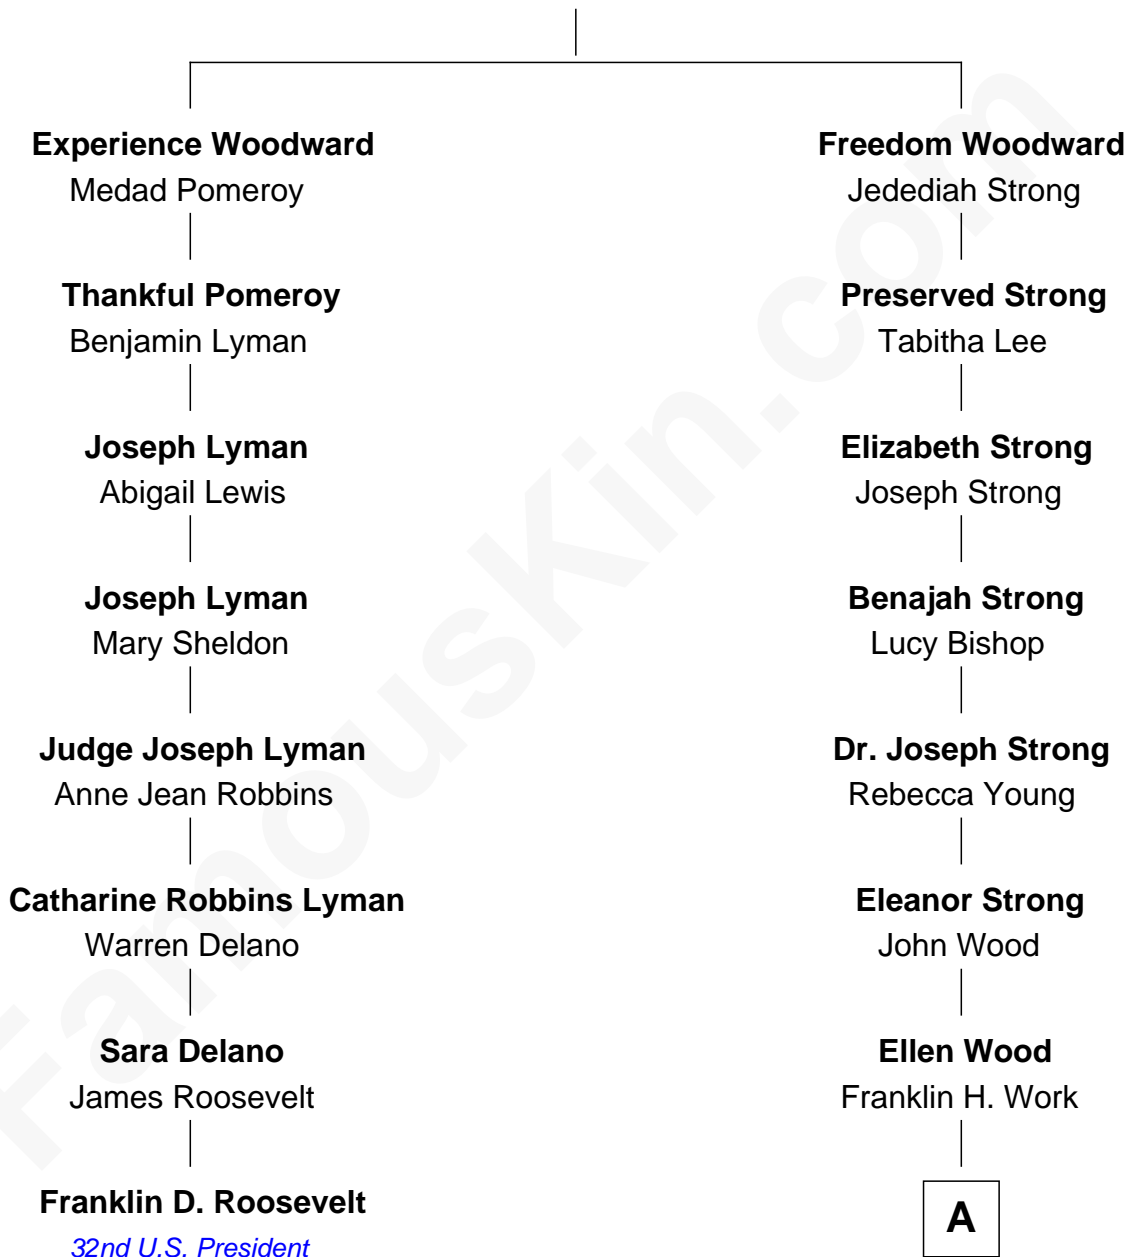 Experience Woodward
Medad Pomeroy
Thankful Pomeroy
Benjamin Lyman
Joseph Lyman
Abigail Lewis
Joseph Lyman
Mary Sheldon
Judge Joseph Lyman
Anne Jean Robbins
Catharine Robbins Lyman
Warren Delano
Sara Delano
James Roosevelt
Franklin D. Roosevelt
32nd U.S. President
Freedom Woodward
Jedediah Strong
Preserved Strong
Tabitha Lee
Elizabeth Strong
Joseph Strong
Benajah Strong
Lucy Bishop
Dr. Joseph Strong
Rebecca Young
Eleanor Strong
John Wood
Ellen Wood
Franklin H. Work
A
FamousKin.com